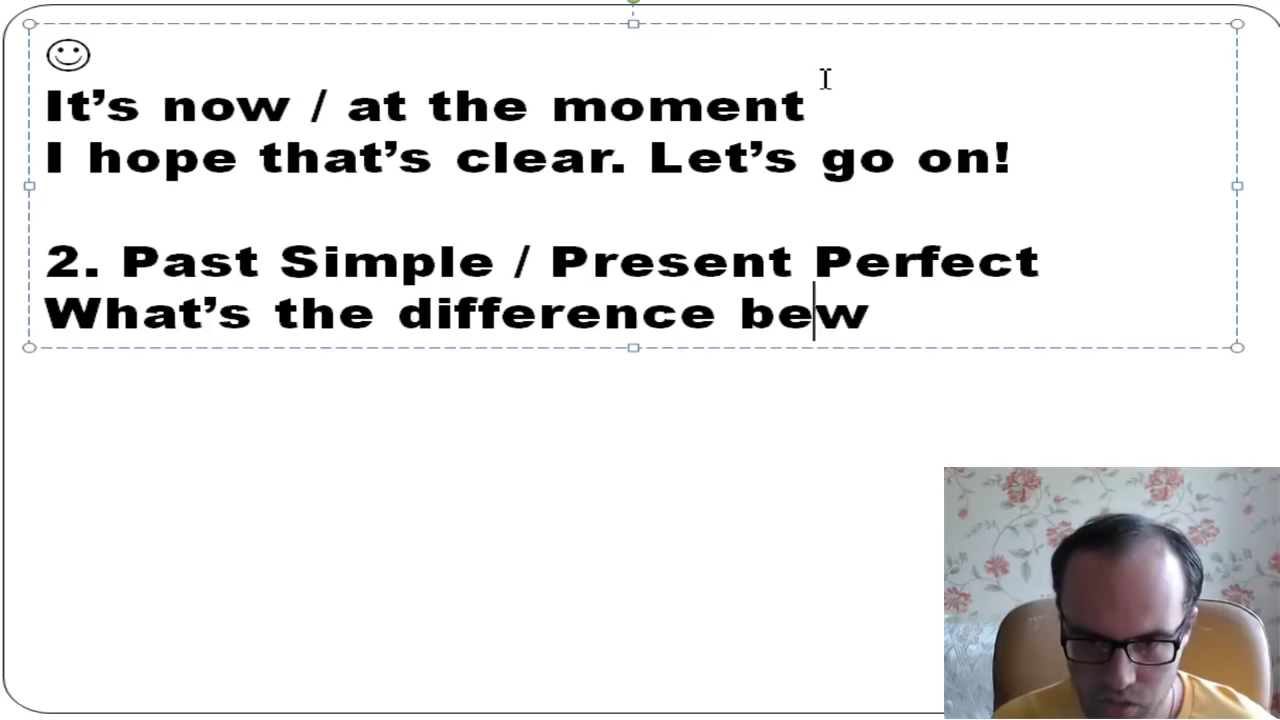 It’s now / at the moment
I hope that’s clear. Let’s go on!
2. Past Simple / Present Perfect
What’s the difference bew